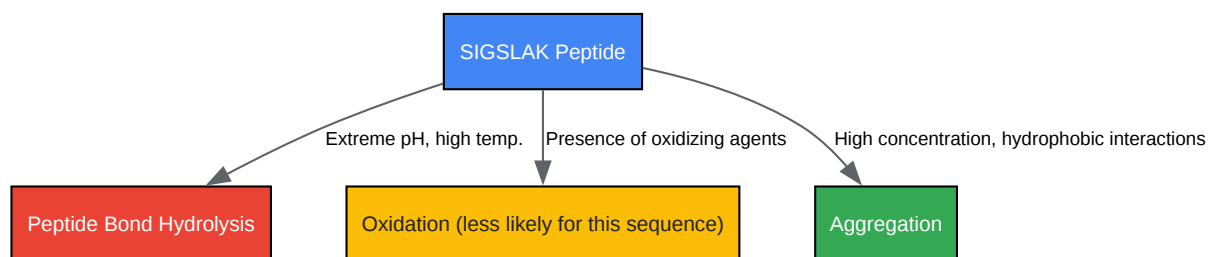 SIGSLAK Peptide
Extreme pH, high temp.
Presence of oxidizing agents
High concentration, hydrophobic interactions
Peptide Bond Hydrolysis
Oxidation (less likely for this sequence)
Aggregation